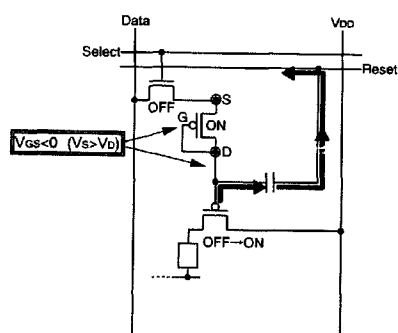 Data
VDD
Select
Reset
OFF
S
G
ON
VGS<0 (VS>VD)
D
OFF→ON